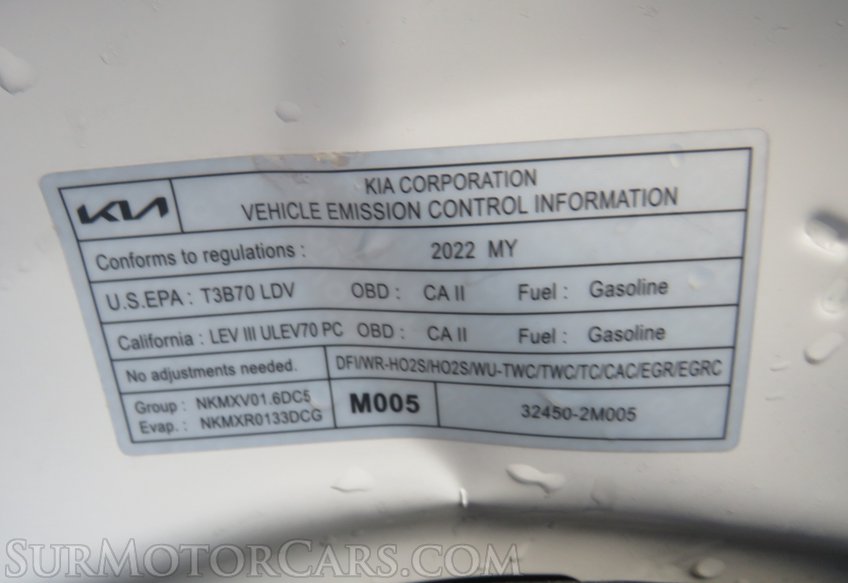 KIA
KIA CORPORATION
VEHICLE EMISSION CONTROL INFORMATION
Conforms to regulations : 2022 MY
U.S.EPA : T3B70 LDV OBD : CA II Fuel : Gasoline
California : LEV III ULEV70 PC OBD : CA II Fuel : Gasoline
No adjustments needed. DFI/WR-HO2S/HO2S/WU-TWC/TWC/TC/CAC/EGR/EGRC
Group : NKMXV01.6DC5
Evap. : NKMXR0133DCG
M005
32450-2M005
SURMOTORCARS.COM